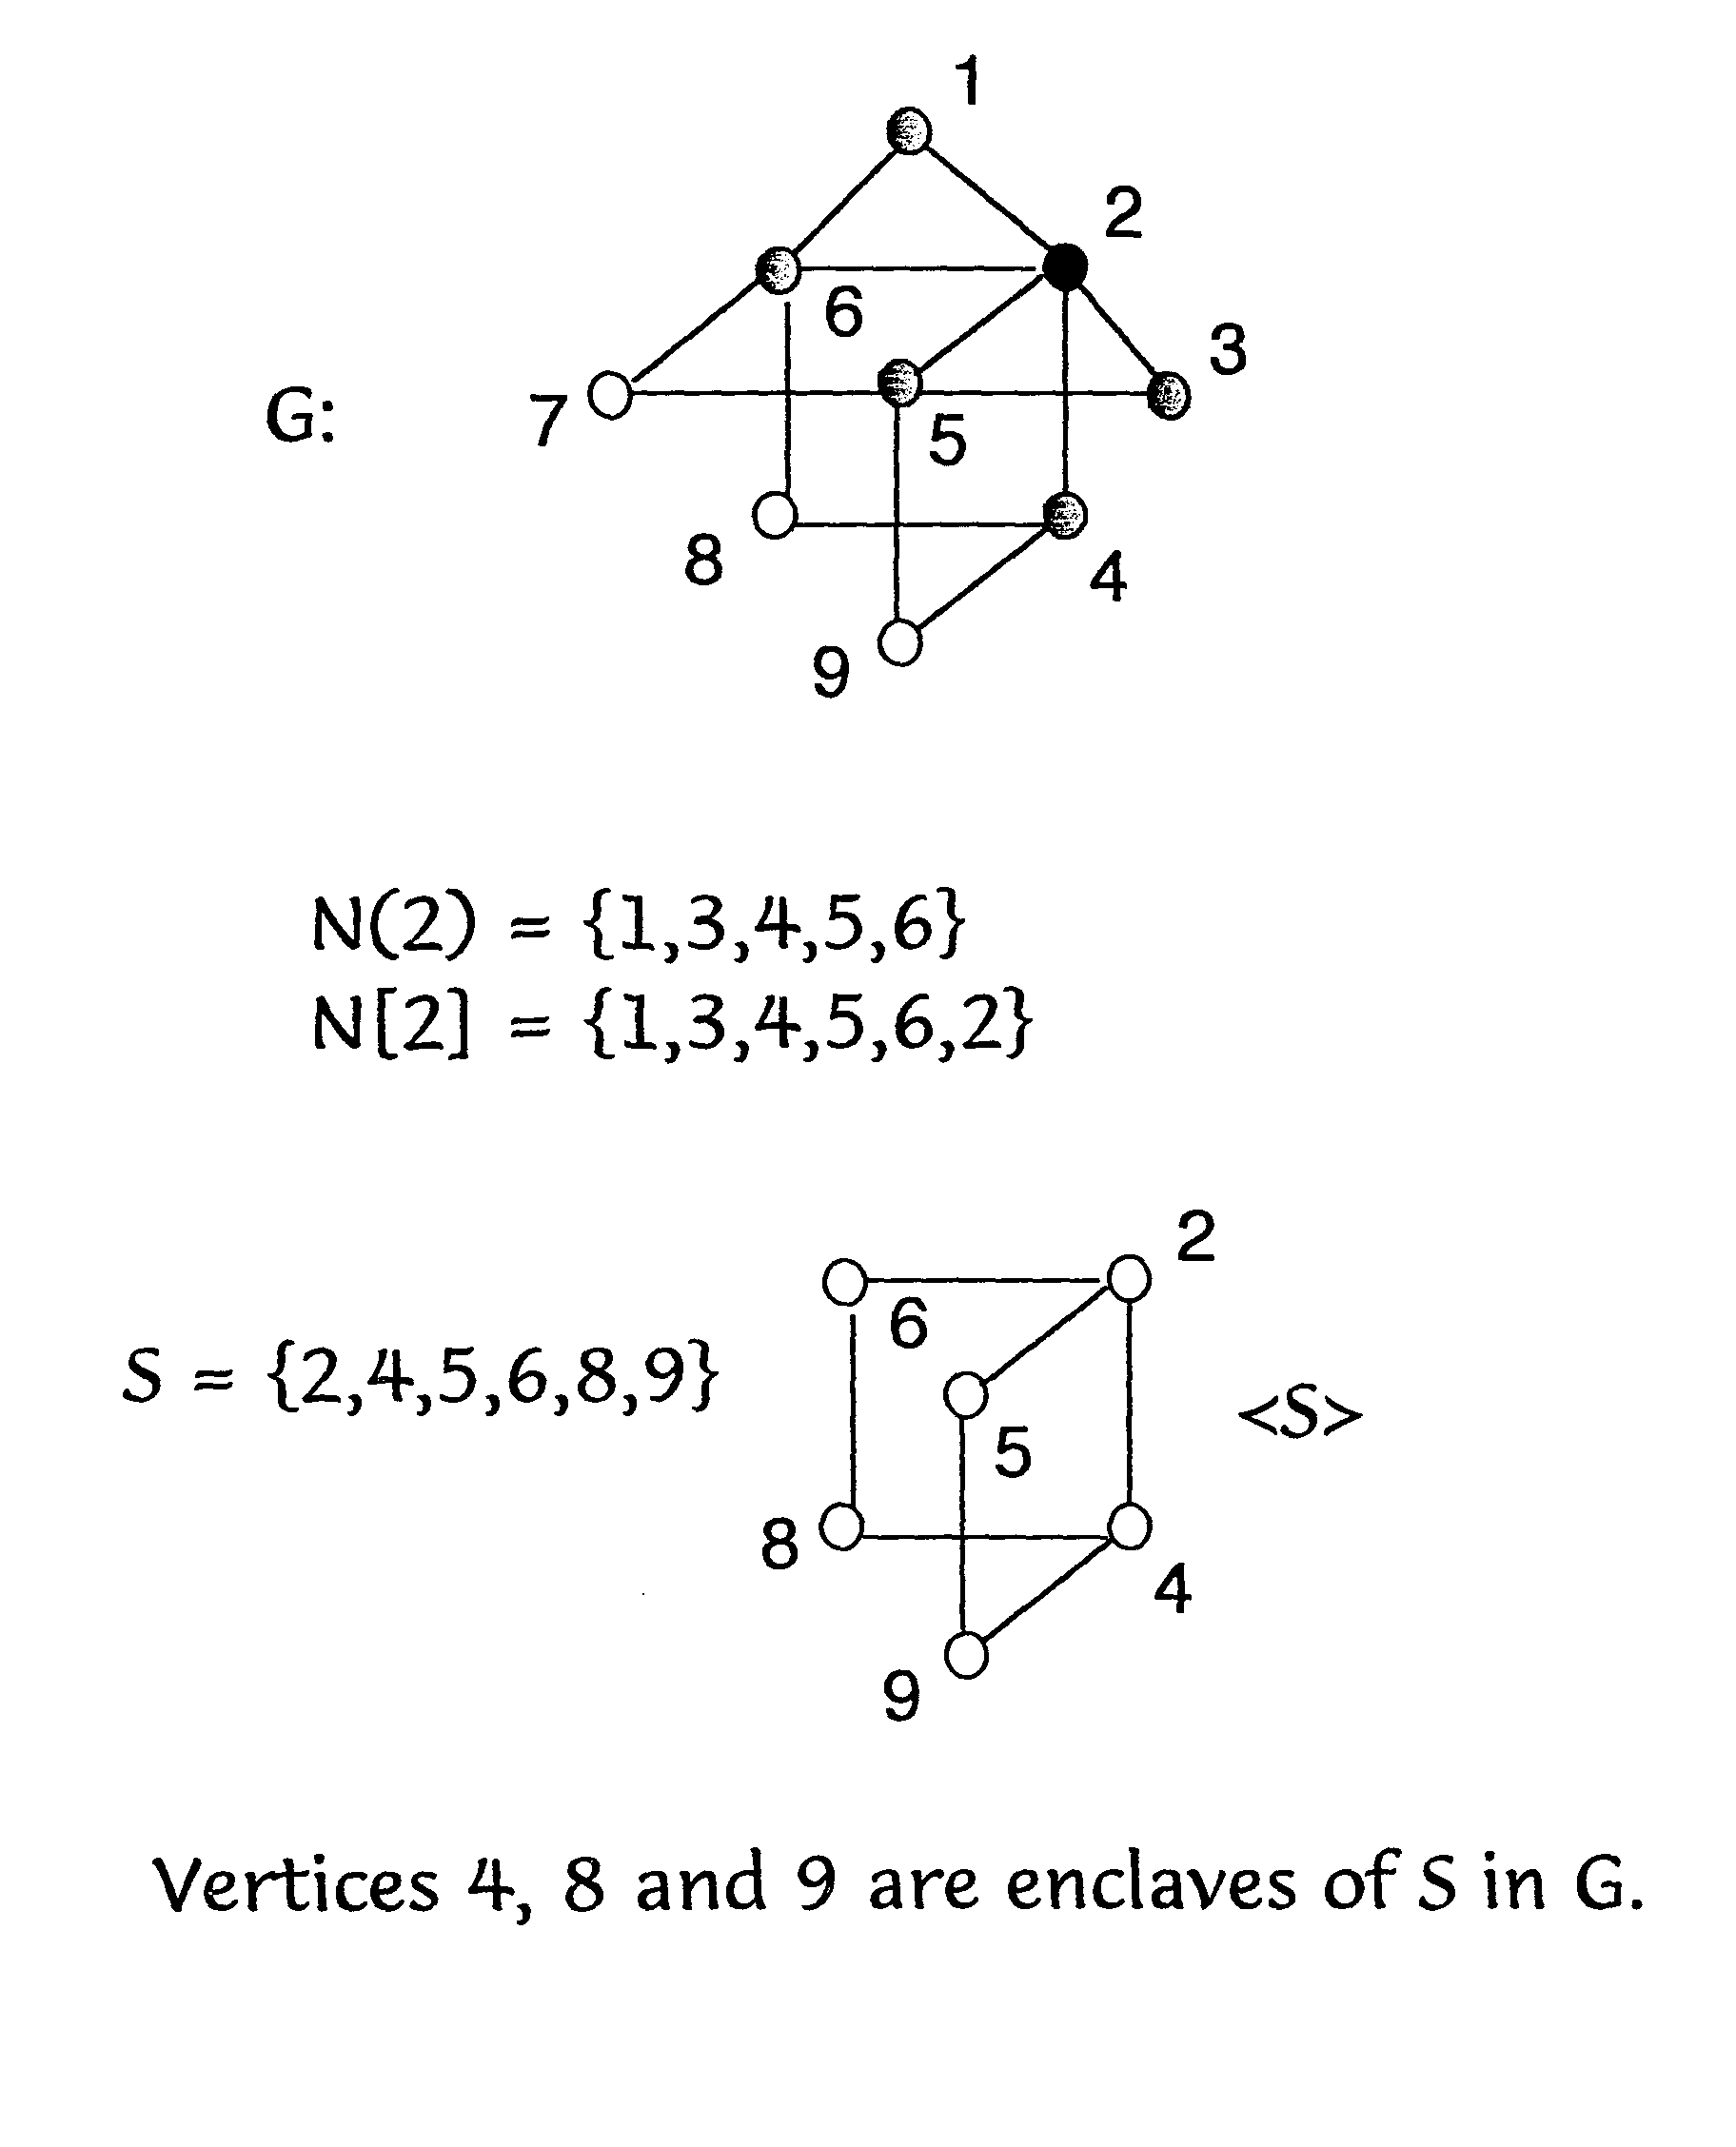 1
2
6
3
G:
7
5
8
4
9
N(2) = {1,3,4,5,6}
N[2] = {1,3,4,5,6,2}
2
6
S = {2,4,5,6,8,9}
<S>
5
8
4
9
Vertices 4, 8 and 9 are enclaves of S in G.